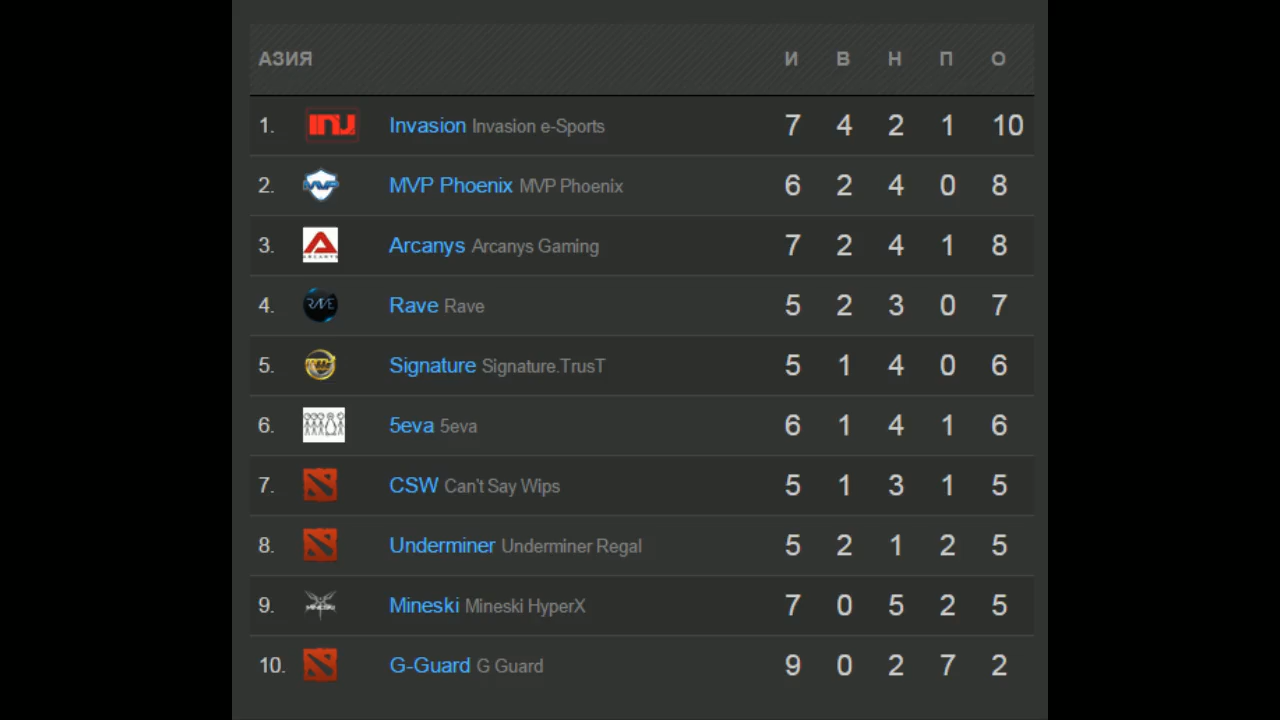 АЗИЯ И В Н П О
1. Invasion Invasion e-Sports 7 4 2 1 10
2. MVP MVP Phoenix MVP Phoenix 6 2 4 0 8
3. ARCANYS Arcanys Arcanys Gaming 7 2 4 1 8
4. RAVE Rave Rave 5 2 3 0 7
5. Signature Signature.TrusT 5 1 4 0 6
6. 5eva 5eva 6 1 4 1 6
7. CSW Can't Say Wips 5 1 3 1 5
8. Underminer Underminer Regal 5 2 1 2 5
9. MINESKI Mineski Mineski HyperX 7 0 5 2 5
10. G-Guard G Guard 9 0 2 7 2